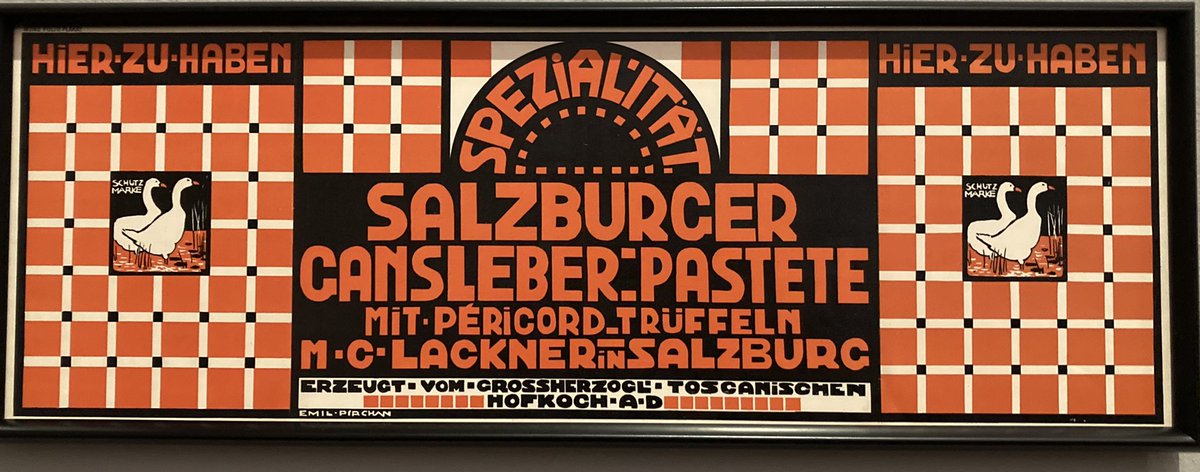 HiER·ZU·HABEN
SCHUTZ
MARKE
SPEZiALiTÄT
SALZBURGER
GANSLEBER-PASTETE
MiT·PÉRiGORD-TRÜFFELN
M·C·LACKNER iN SALZBURG
ERZEUGT·VOM·GROSSHERZOGL·TOSCANiSCHEN
HOFKOCH·A·D
EMIL·PIRCHAN
HiER·ZU·HABEN
SCHUTZ
MARKE